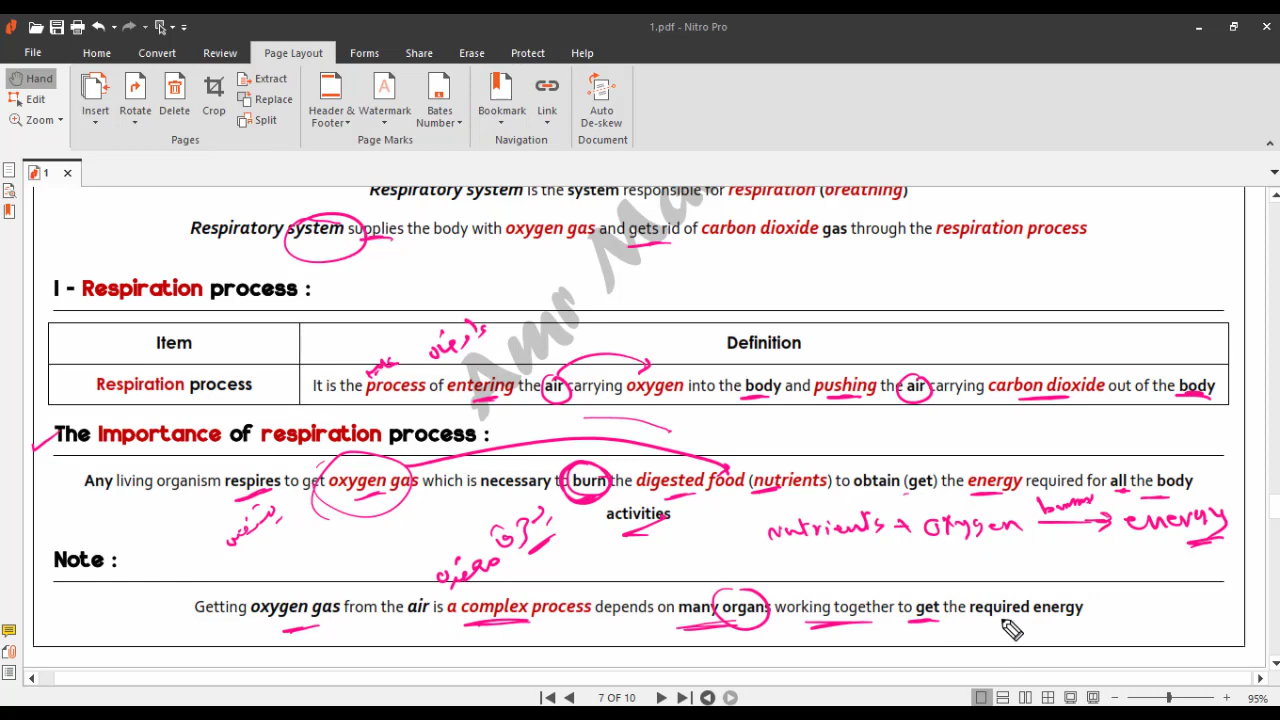 1.pdf - Nitro Pro
File Home Convert Review Page Layout Forms Share Erase Protect Help
Hand Edit Zoom
Insert Rotate Delete Crop Extract Replace Split
Header & Footer Watermark Bates Number Bookmark Link Auto De-skew
Pages Page Marks Navigation Document
1
Respiratory system is the system responsible for respiration (breathing)
Respiratory system supplies the body with oxygen gas and gets rid of carbon dioxide gas through the respiration process
I - Respiration process :
Item Definition
Respiration process It is the process of entering the air carrying oxygen into the body and pushing the air carrying carbon dioxide out of the body
The Importance of respiration process :
Any living organism respires to get oxygen gas which is necessary to burn the digested food (nutrients) to obtain (get) the energy required for all the body
activities
nutrients + oxygen burn energy
Note :
Getting oxygen gas from the air is a complex process depends on many organs working together to get the required energy
Amr Ma
7 OF 10
95%